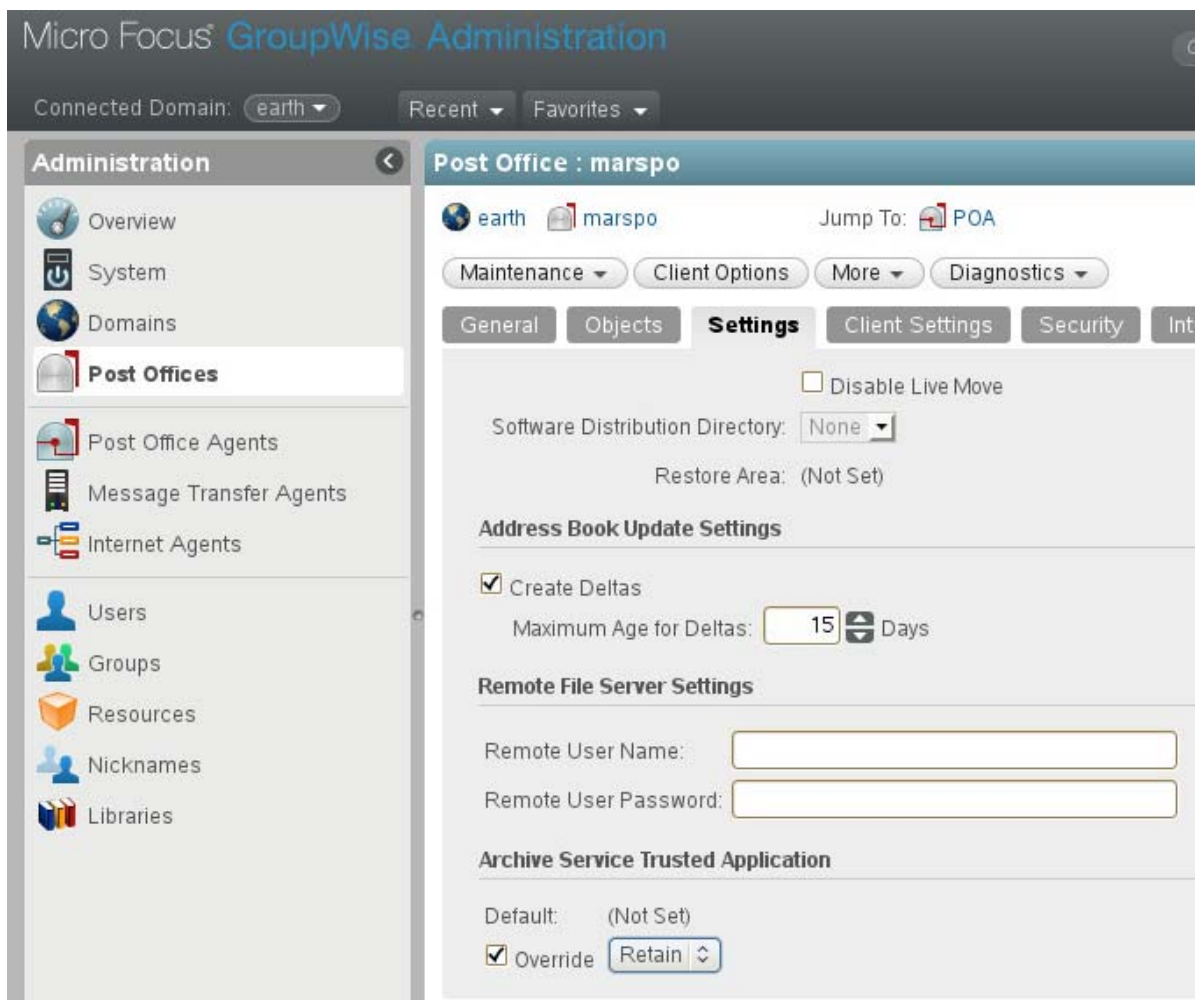 Micro Focus® GroupWise Administration
Connected Domain: earth Recent Favorites
Administration
Overview
System
Domains
Post Offices
Post Office Agents
Message Transfer Agents
Internet Agents
Users
Groups
Resources
Nicknames
Libraries
Post Office : marspo
earth marspo Jump To: POA
Maintenance Client Options More Diagnostics
General Objects Settings Client Settings Security Int
Disable Live Move
Software Distribution Directory: None
Restore Area: (Not Set)
Address Book Update Settings
Create Deltas
Maximum Age for Deltas: 15 Days
Remote File Server Settings
Remote User Name:
Remote User Password:
Archive Service Trusted Application
Default: (Not Set)
Override Retain